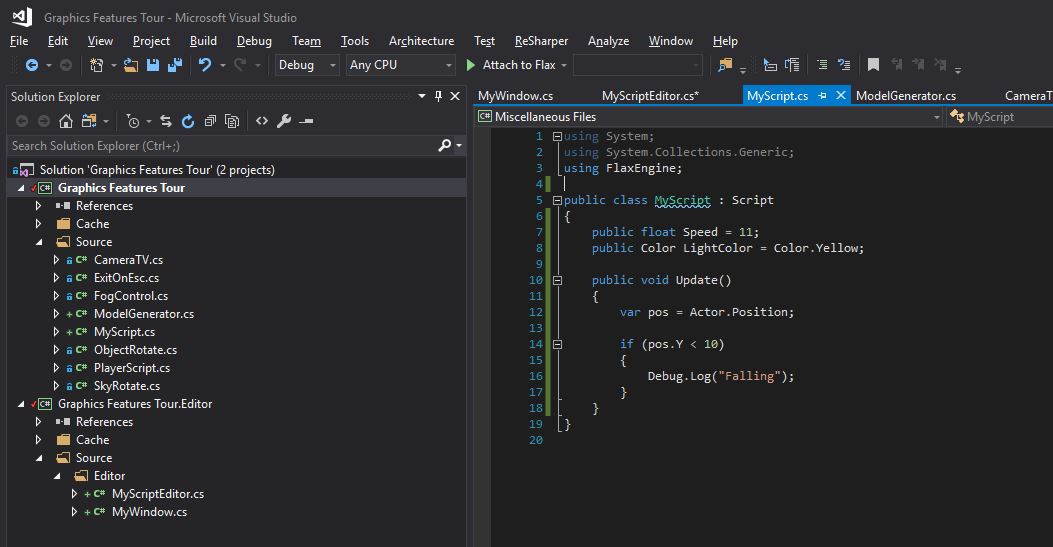 Graphics Features Tour - Microsoft Visual Studio
File Edit View Project Build Debug Team Tools Architecture Test ReSharper Analyze Window Help
Debug Any CPU Attach to Flax
Solution Explorer
Search Solution Explorer (Ctrl+;)
Solution 'Graphics Features Tour' (2 projects)
C# Graphics Features Tour
References
Cache
Source
C# CameraTV.cs
C# ExitOnEsc.cs
C# FogControl.cs
C# ModelGenerator.cs
C# MyScript.cs
C# ObjectRotate.cs
C# PlayerScript.cs
C# SkyRotate.cs
C# Graphics Features Tour.Editor
References
Cache
Source
Editor
C# MyScriptEditor.cs
C# MyWindow.cs
MyWindow.cs MyScriptEditor.cs* MyScript.cs ModelGenerator.cs CameraT
C# Miscellaneous Files MyScript
1 using System;
2 using System.Collections.Generic;
3 using FlaxEngine;
4
5 public class MyScript : Script
6 {
7 public float Speed = 11;
8 public Color LightColor = Color.Yellow;
9
10 public void Update()
11 {
12 var pos = Actor.Position;
13
14 if (pos.Y < 10)
15 {
16 Debug.Log("Falling");
17 }
18 }
19 }
20